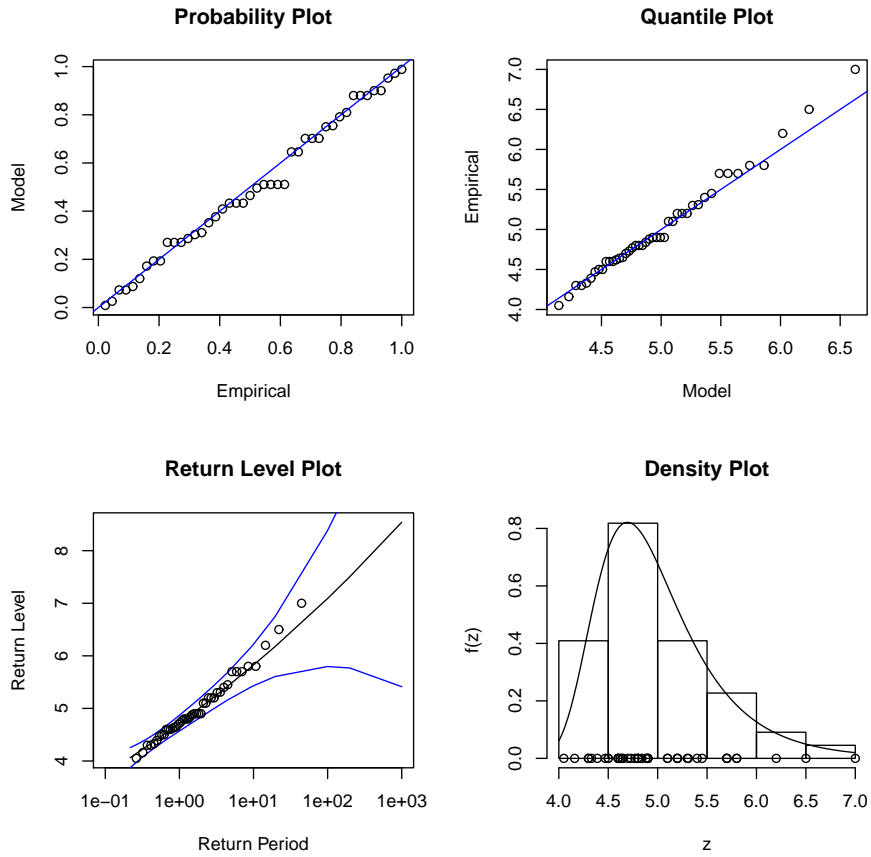 Probability Plot
Model
0.0 0.2 0.4 0.6 0.8 1.0
0.0 0.2 0.4 0.6 0.8 1.0
Empirical
Quantile Plot
Empirical
4.0 4.5 5.0 5.5 6.0 6.5 7.0
4.5 5.0 5.5 6.0 6.5
Model
Return Level Plot
Return Level
4 5 6 7 8
1e−01 1e+00 1e+01 1e+02 1e+03
Return Period
Density Plot
f(z)
0.0 0.2 0.4 0.6 0.8
4.0 4.5 5.0 5.5 6.0 6.5 7.0
z